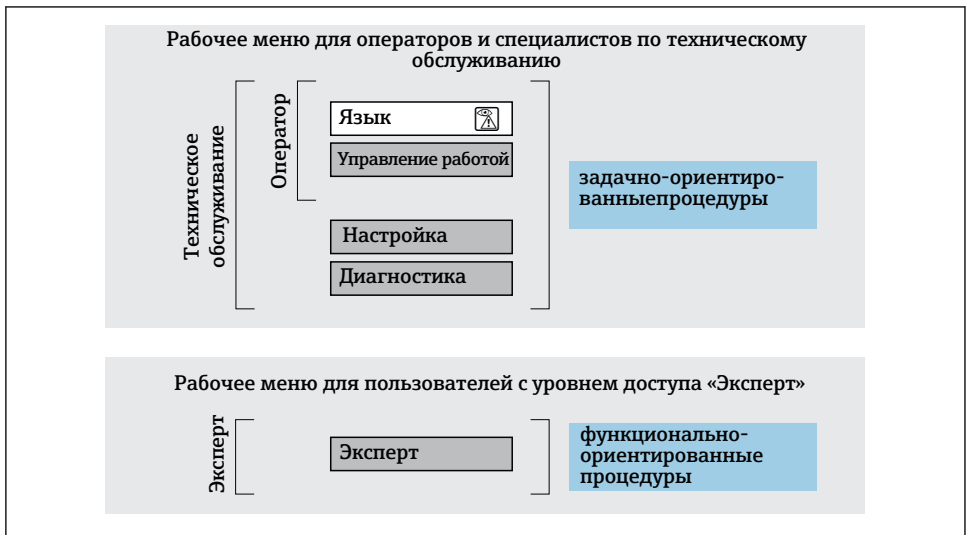 Рабочее меню для операторов и специалистов по техническому
обслуживанию
Техническое
обслуживание
Оператор
Язык
Управление работой
Настройка
Диагностика
задачно-ориентиро-
ванныепроцедуры
Рабочее меню для пользователей с уровнем доступа «Эксперт»
Эксперт
Эксперт
функционально-
ориентированные
процедуры